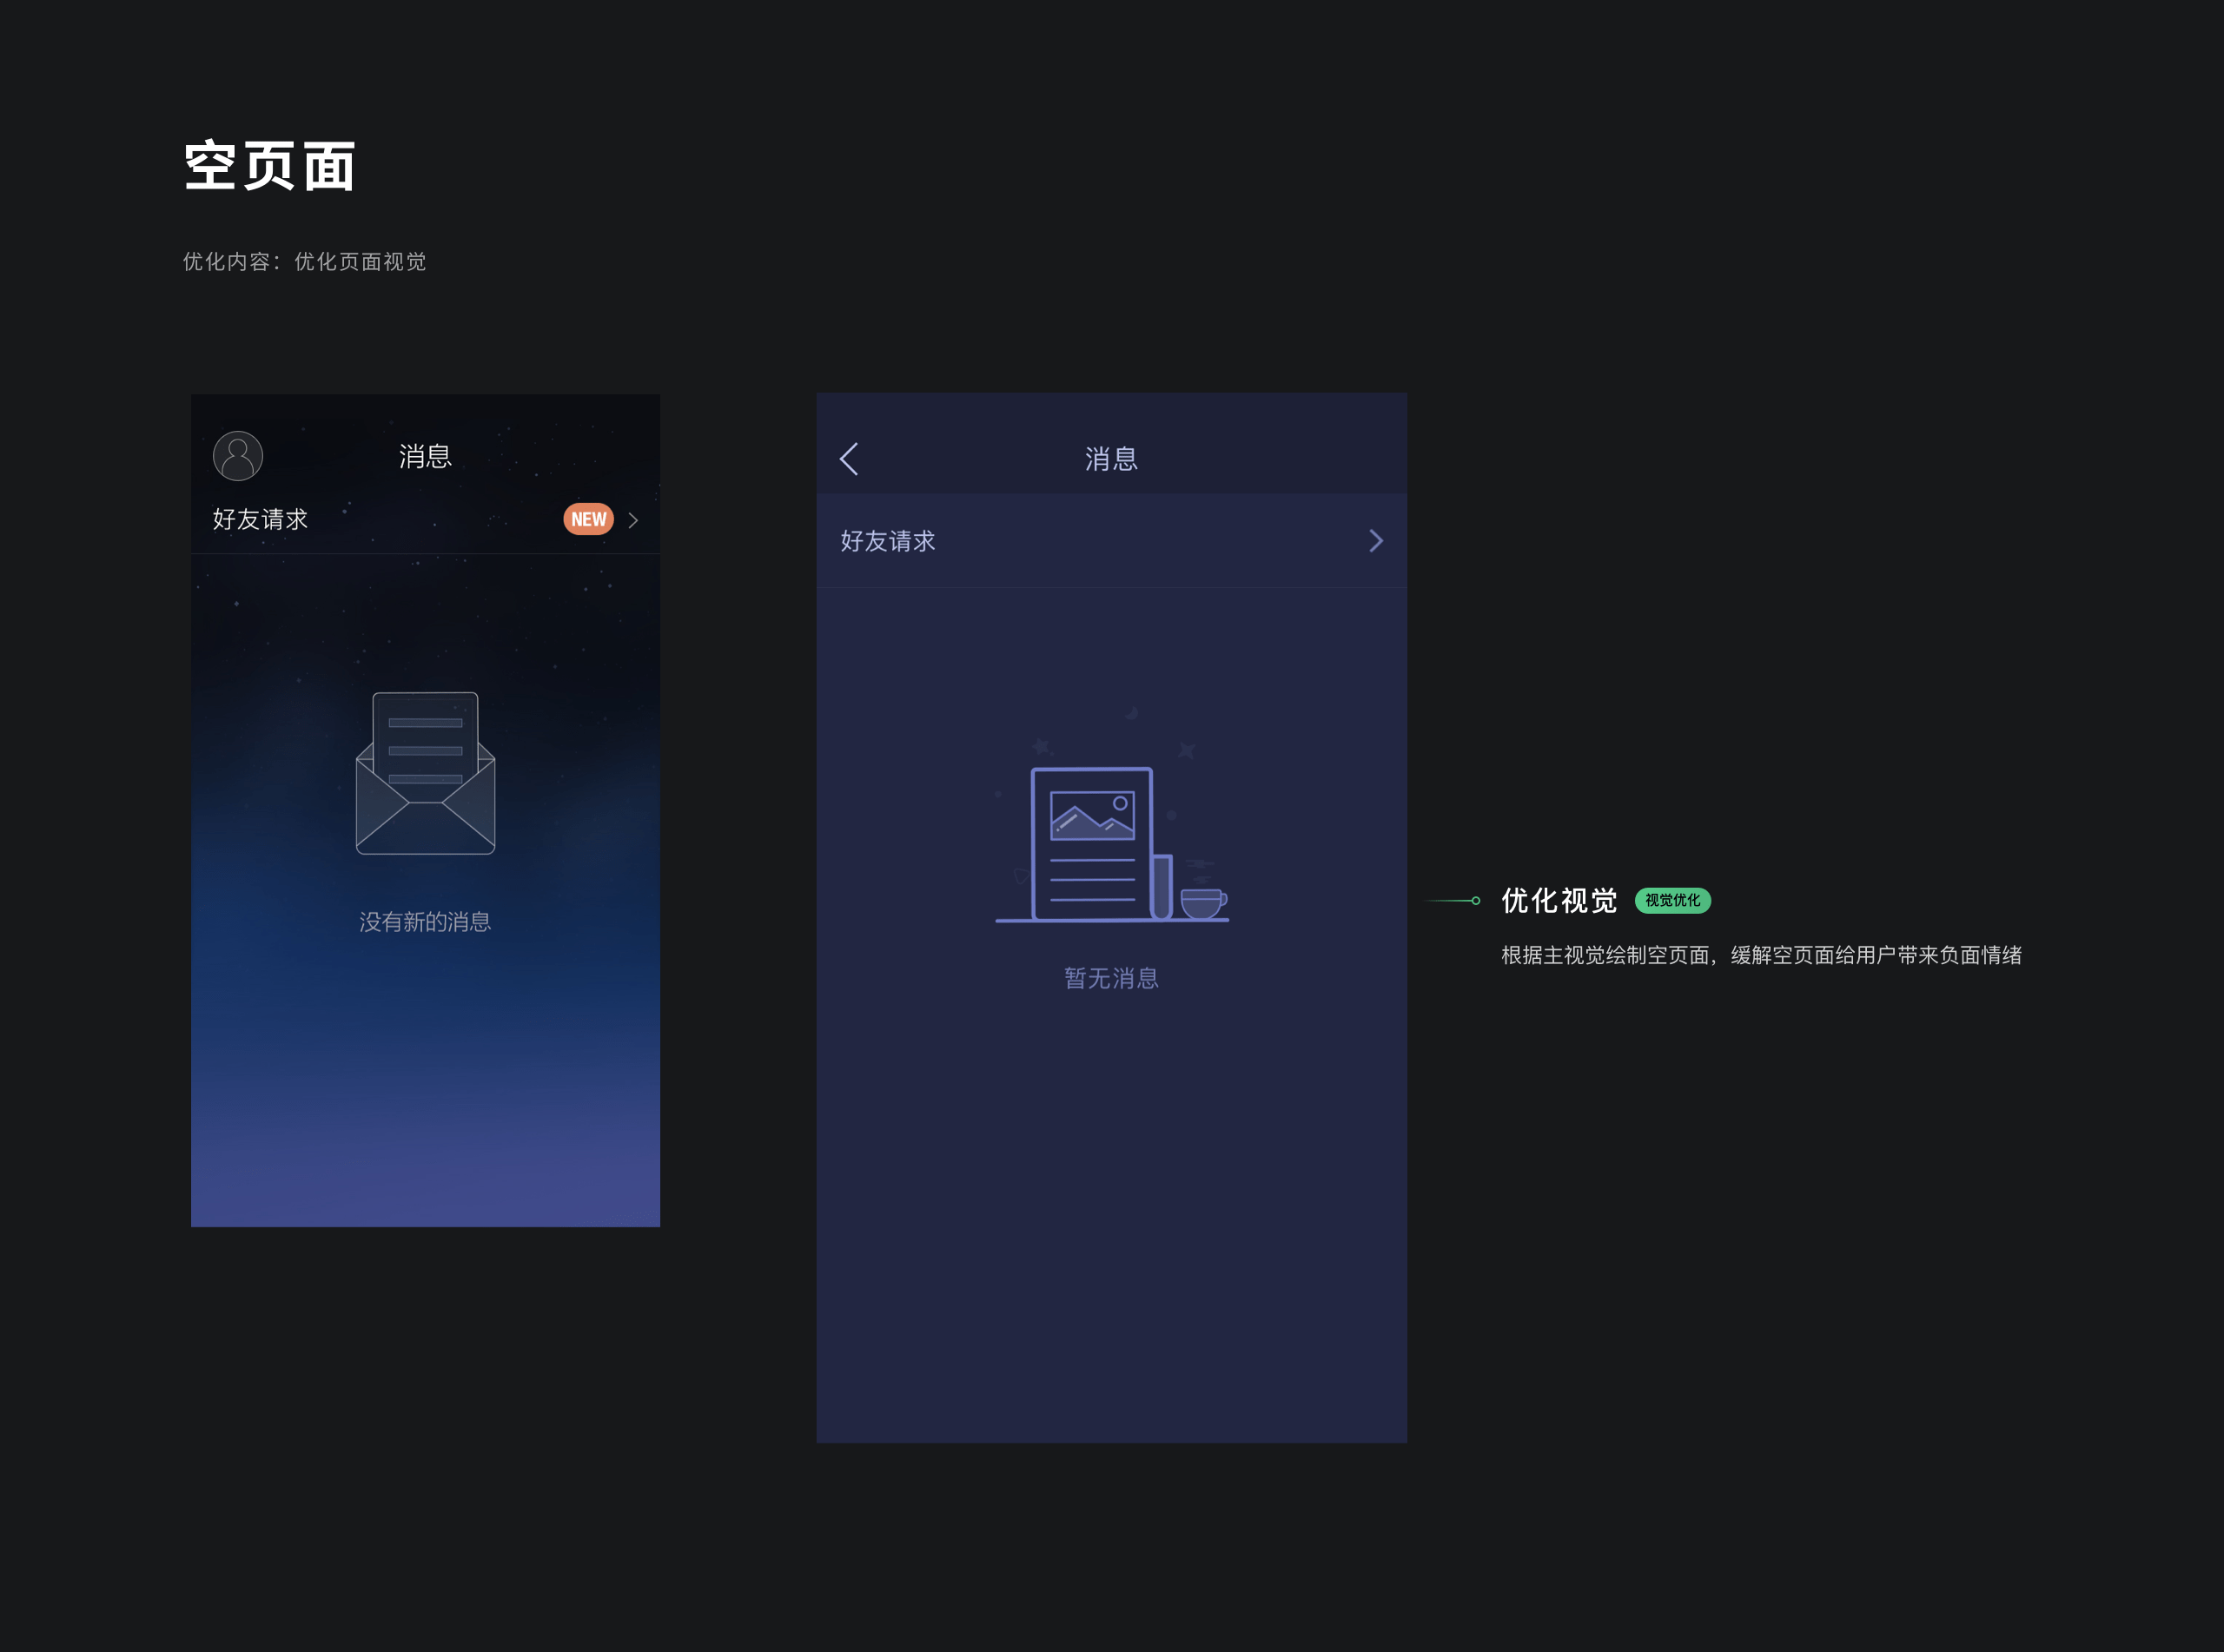 空页面
优化内容：优化页面视觉
消息
好友请求
NEW
没有新的消息
消息
好友请求
暂无消息
优化视觉
视觉优化
根据主视觉绘制空页面，缓解空页面给用户带来负面情绪